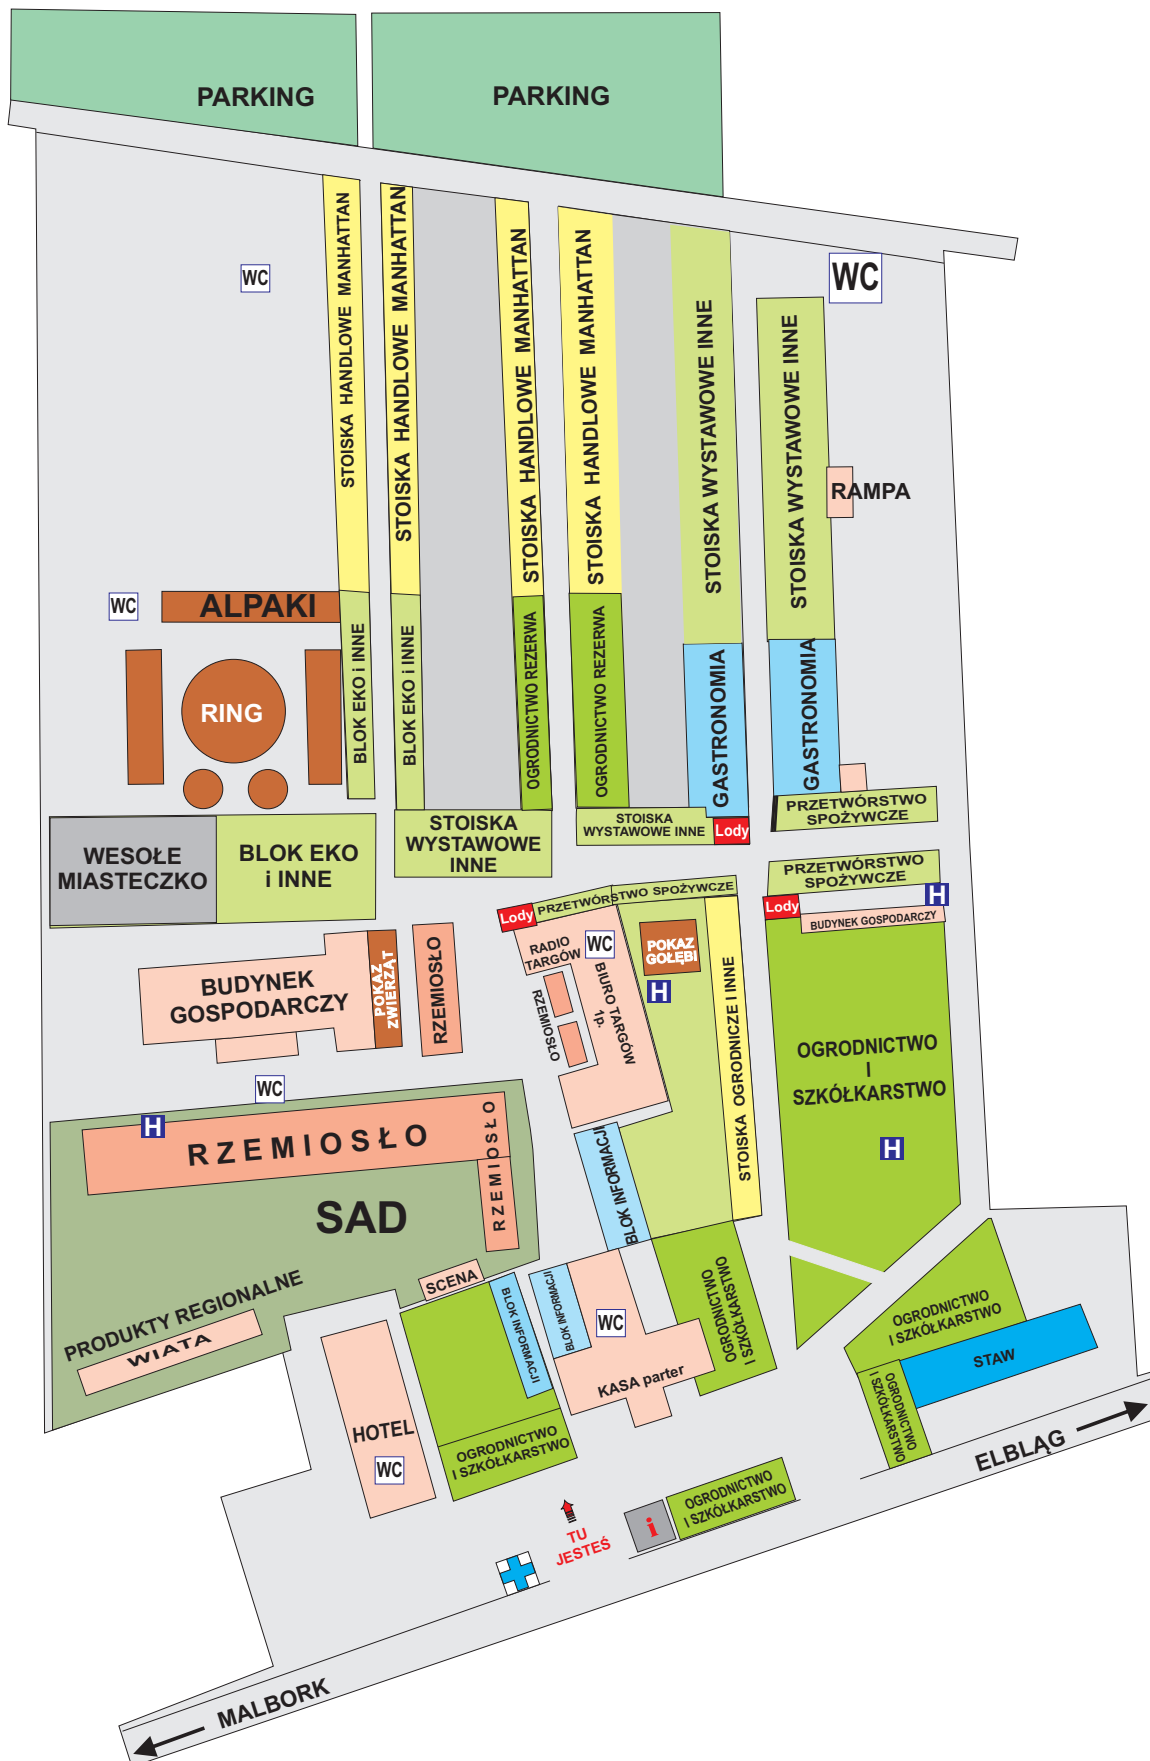 PARKING
PARKING
STOISKA HANDLOWE MANHATTAN
STOISKA HANDLOWE MANHATTAN
STOISKA HANDLOWE MANHATTAN
STOISKA HANDLOWE MANHATTAN
STOISKA WYSTAWOWE INNE
STOISKA WYSTAWOWE INNE
WC
WC
RAMPA
WC
ALPAKI
RING
BLOK EKO i INNE
BLOK EKO i INNE
OGRODNICTWO REZERWA
OGRODNICTWO REZERWA
GASTRONOMIA
GASTRONOMIA
PRZETWÓRSTWO
SPOŻYWCZE
STOISKA
WYSTAWOWE
INNE
STOISKA
WYSTAWOWE INNE
Lody
WESOŁE
MIASTECZKO
BLOK EKO
i INNE
PRZETWÓRSTWO
SPOŻYWCZE
Lody
H
BUDYNEK GOSPODARCZY
Lody
PRZETWÓRSTWO SPOŻYWCZE
RADIO
TARGÓW
WC
POKAZ
GOŁĘBI
H
BIURO TARGÓW
1p.
RZEMIOSŁO
STOISKA OGRODNICZE I INNE
BUDYNEK
GOSPODARCZY
POKAZ
ZWIERZĄT
RZEMIOSŁO
OGRODNICTWO
I
SZKÓŁKARSTWO
H
WC
H
RZEMIOSŁO
RZEMIOSŁO
SAD
BLOK INFORMACJI
PRODUKTY REGIONALNE
WIATA
SCENA
BLOK INFORMACJI
BLOK INFORMACJI
WC
KASA parter
OGRODNICTWO
I SZKÓŁKARSTWO
OGRODNICTWO
I SZKÓŁKARSTWO
STAW
OGRODNICTWO
I SZKÓŁKARSTWO
HOTEL
WC
OGRODNICTWO
I SZKÓŁKARSTWO
OGRODNICTWO
I SZKÓŁKARSTWO
i
TU
JESTEŚ
ELBLĄG
MALBORK